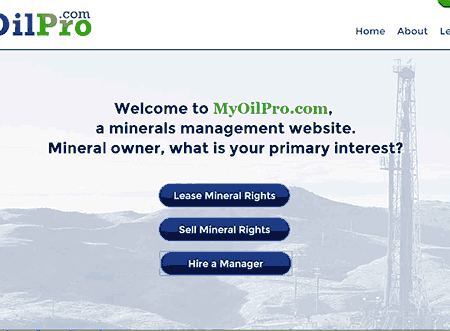 OilPro
.com
Home About
Welcome to MyOilPro.com,
a minerals management website.
Mineral owner, what is your primary interest?
Lease Mineral Rights
Sell Mineral Rights
Hire a Manager